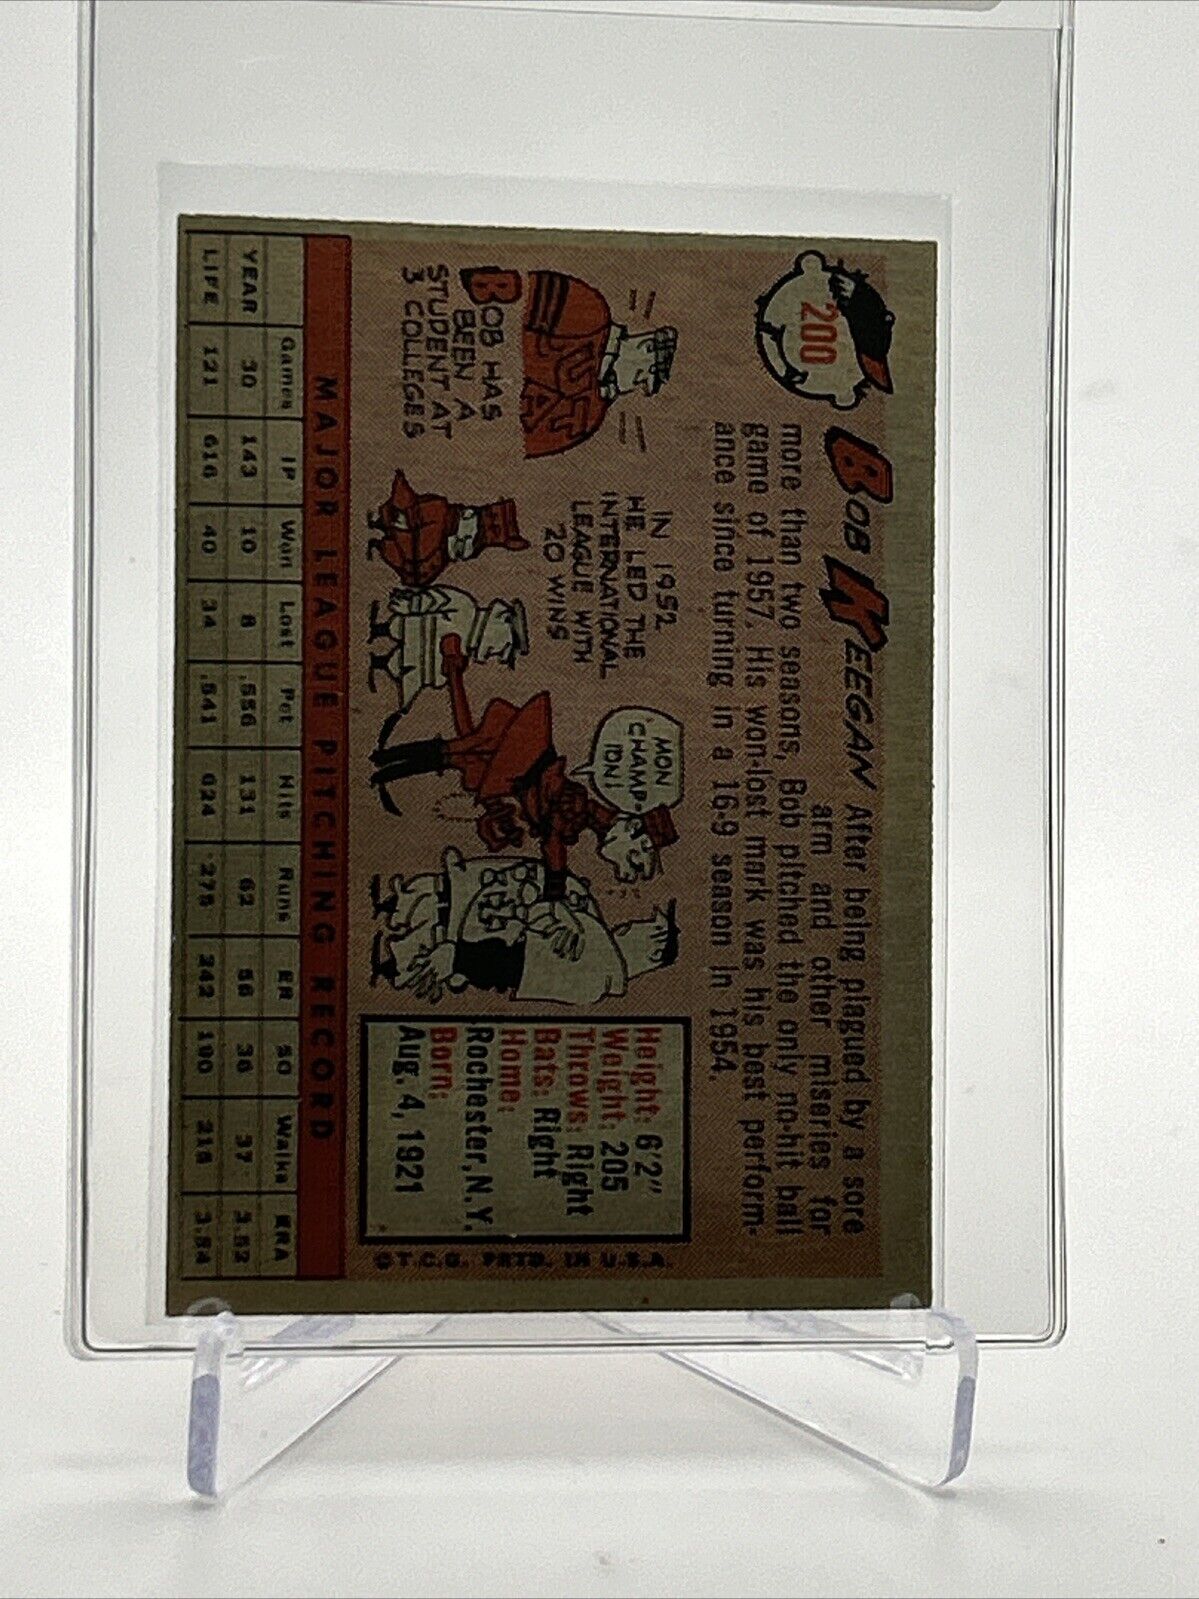 200
BOB KEEGAN After being plagued by a sore
arm and other miseries for
more than two seasons, Bob pitched the only no-hit ball
game of 1957. His won-lost mark was his best perform-
ance since turning in a 16-9 season in 1954.
BOB HAS
BEEN A
STUDENT AT
3 COLLEGES
IN 1952
HE LED THE
INTERNATIONAL
LEAGUE WITH
20 WINS
MON
CHAMP-
ION!
Height: 6'2"
Weight: 205
Throws: Right
Bats: Right
Home:
Rochester, N.Y.
Born:
Aug. 4, 1921
MAJOR LEAGUE PITCHING RECORD
Games IP Won Lost Pct Hits Runs ER SO Walks ERA
YEAR 30 143 10 8 .556 131 62 56 36 37 3.52
LIFE 121 616 40 34 .541 624 275 242 190 216 3.54